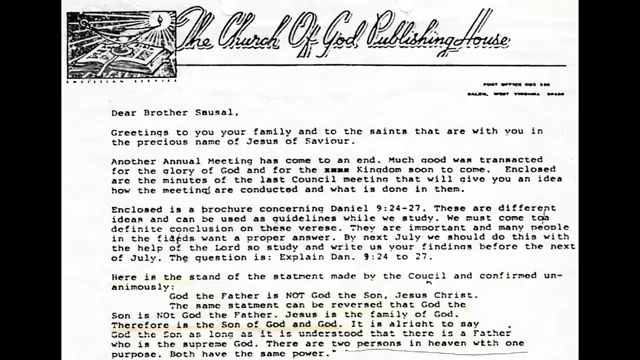 The Church Of God Publishing House
POST OFFICE BOX
SALEM, WEST VIRGINIA
Dear Brother Sausal,
Greetings to you your family and to the saints that are with you in
the precious name of Jesus of Saviour.
Another Annual Meeting has come to an end. Much good was transacted
for the glory of God and for the Kingdom soon to come. Enclosed
are the minutes of the last Council meeting that will give you an idea
how the meeting are conducted and what is done in them.
Enclosed is a brochure concerning Daniel 9:24-27. These are different
ideas and can be used as guidelines while we study. We must come to a
definite conclusion on these verese. They are important and many people
in the fields want a proper answer. By next July we should do this with
the help of the Lord so study and write us your findings before the next
of July. The question is: Explain Dan. 9:24 to 27.
Here is the stand of the statment made by the Coucil and confirmed un-
animously:
God the Father is NOT God the Son, Jesus Christ.
The same statment can be reversed that God the
Son is NOt God the Father. Jesus is the family of God.
Therefore is the Son of God and God. It is alright to say
God the Son as long as it is understood that there is a Father
who is the supreme God. There are two persons in heaven with one
purpose. Both have the same power."